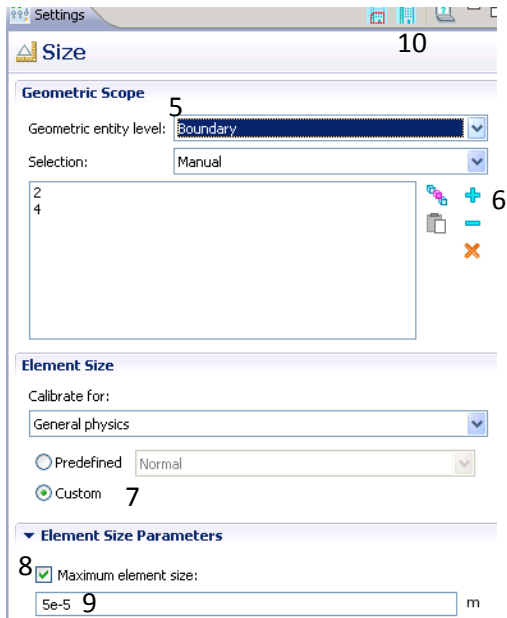 Settings
10
Size
Geometric Scope
5
Geometric entity level: Boundary
Selection: Manual
2
4
6
Element Size
Calibrate for:
General physics
Predefined Normal
Custom 7
Element Size Parameters
8 Maximum element size:
5e-5 9 m